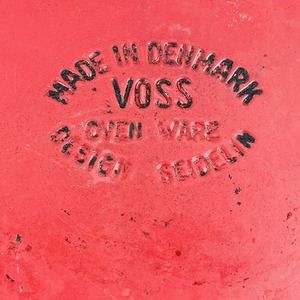 MADE IN DENMARK
VOSS
OVEN WARE
DESIGN SEIDELIN